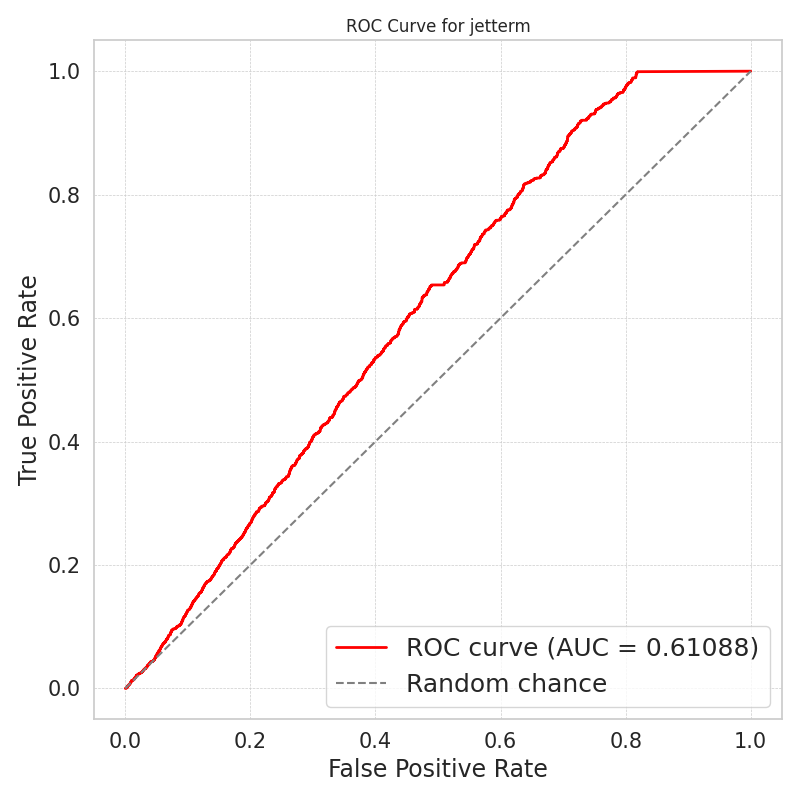 ROC Curve for jetterm
1.0
0.8
0.6
0.4
0.2
0.0
True Positive Rate
ROC curve (AUC = 0.61088)
Random chance
0.0 0.2 0.4 0.6 0.8 1.0
False Positive Rate